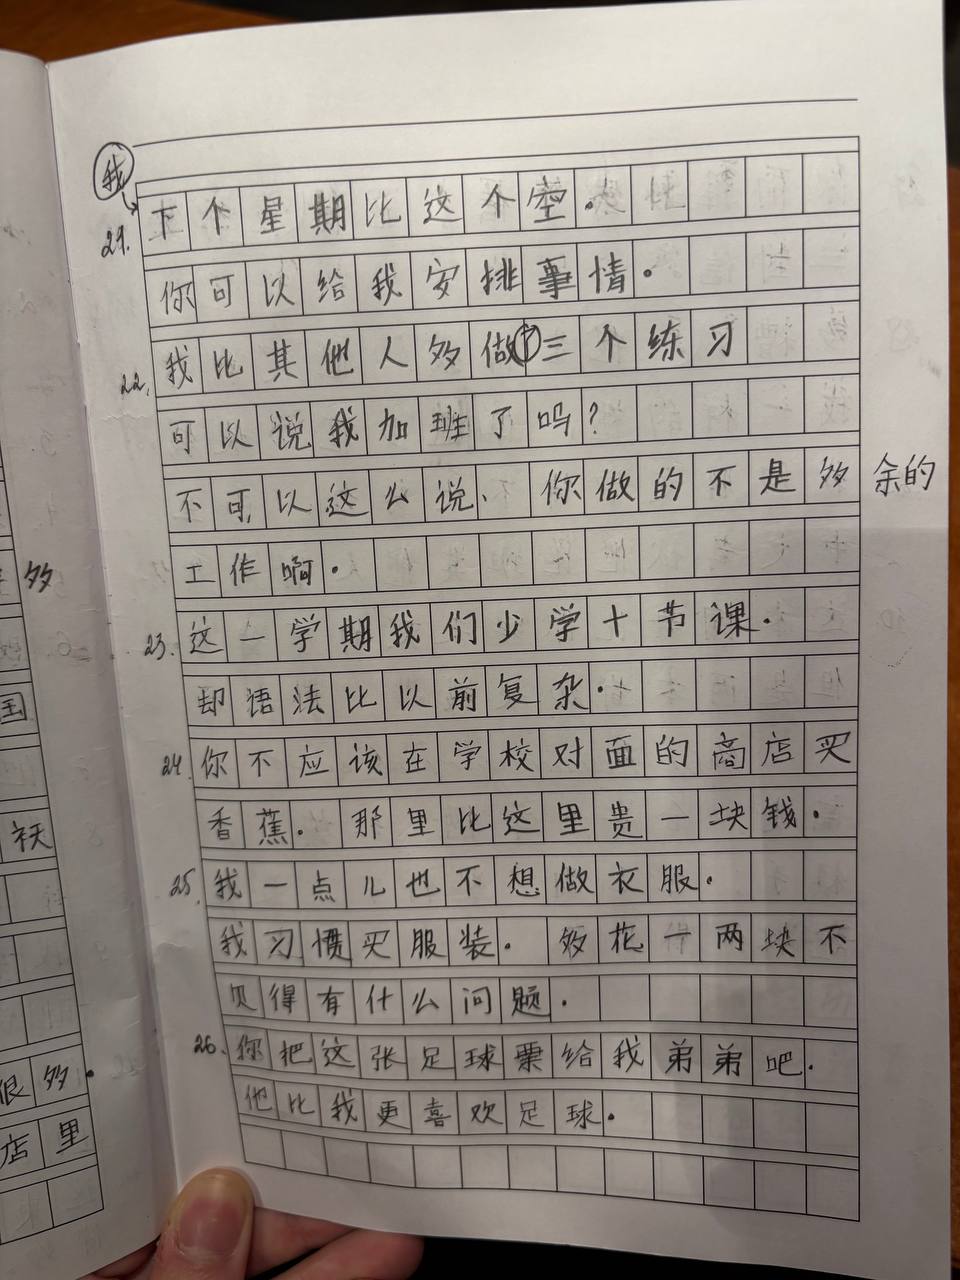 我
21. 下个星期比这个空。
你可以给我安排事情。
22. 我比其他人多做了三个练习
可以说我加班了吗?
不可以这么说. 你做的不是多余的
工作啊。
23. 这一学期我们少学十节课.
却语法比以前复杂.
24. 你不应该在学校对面的商店买
香蕉. 那里比这里贵一块钱.
25. 我一点儿也不想做衣服.
我习惯买服装. 多花一两块不
见得有什么问题.
26. 你把这张足球票给我弟弟吧.
他比我更喜欢足球.
多
国
袄
很多.
店里